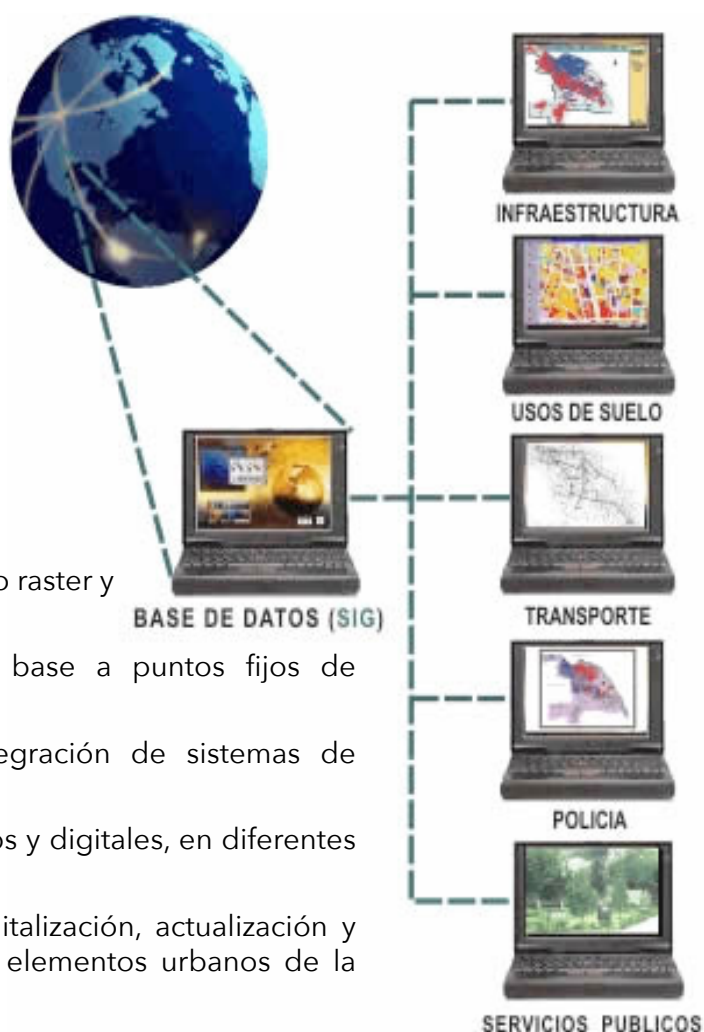 INFRAESTRUCTURA
USOS DE SUELO
TRANSPORTE
POLICIA
SERVICIOS PUBLICOS
BASE DE DATOS (SIG)
o raster y
base a puntos fijos de
egración de sistemas de
os y digitales, en diferentes
italización, actualización y
elementos urbanos de la